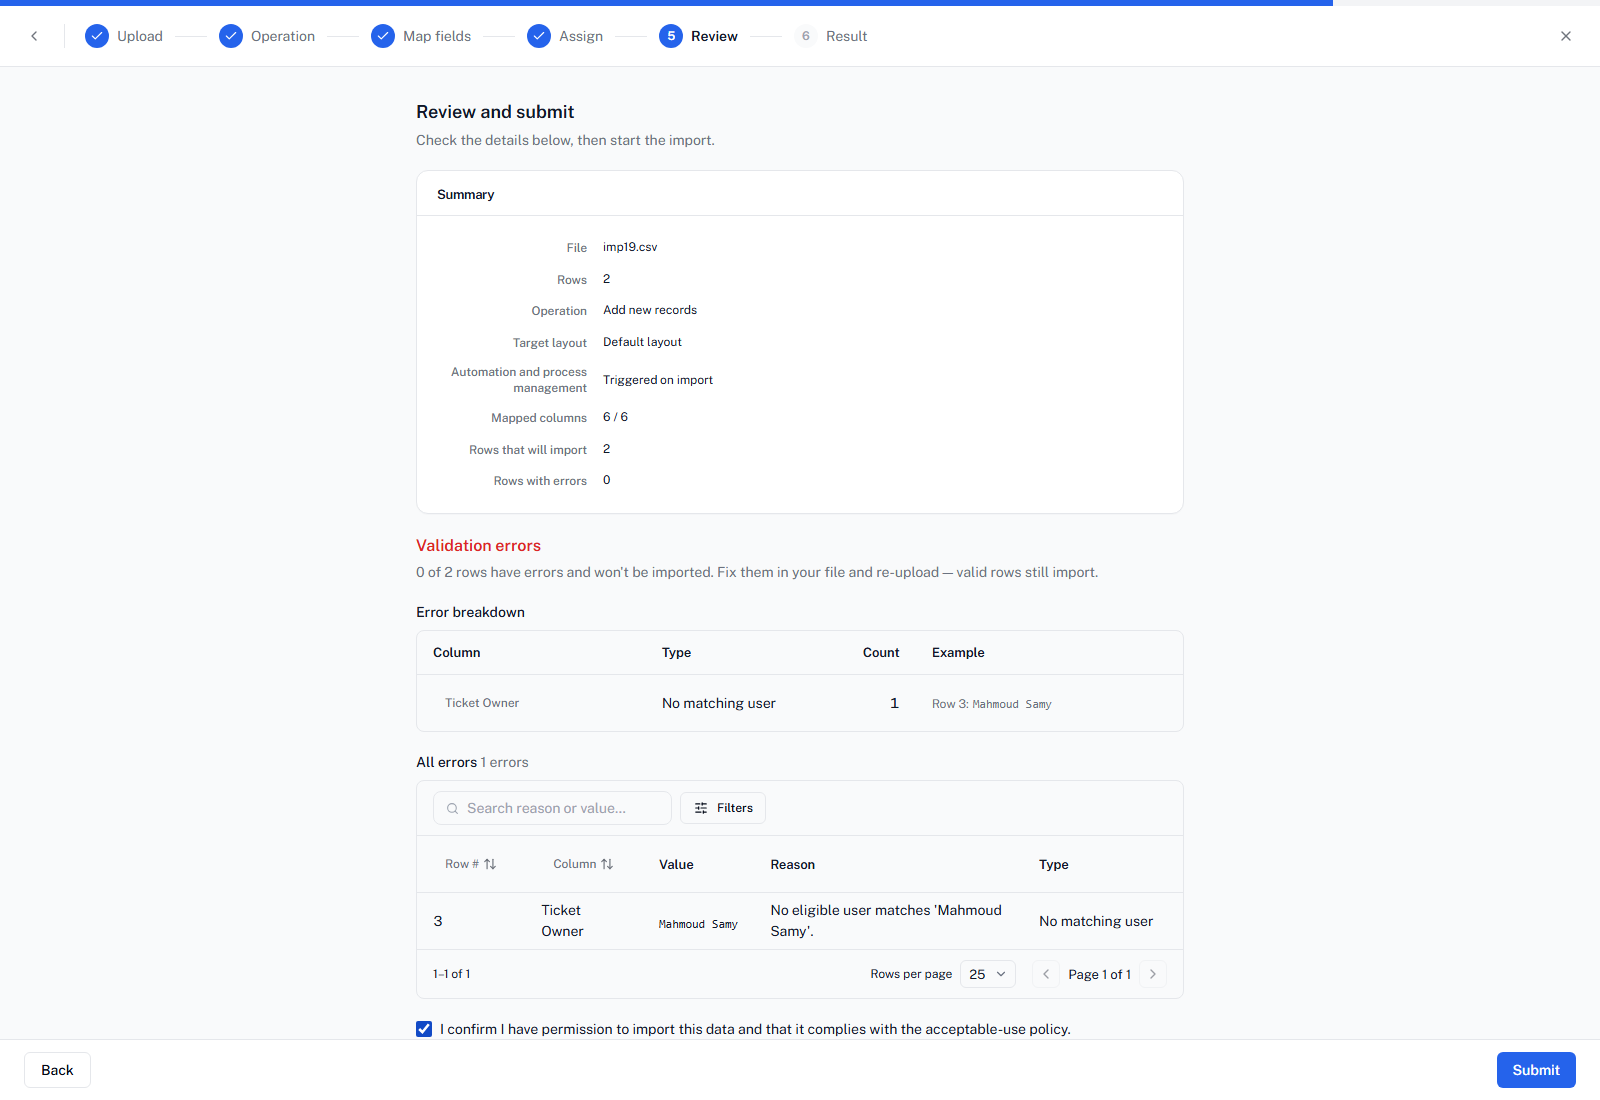 Upload
Operation
Map fields
Assign
5 Review
6 Result
Review and submit
Check the details below, then start the import.
Summary
File imp19.csv
Rows 2
Operation Add new records
Target layout Default layout
Automation and process
management Triggered on import
Mapped columns 6 / 6
Rows that will import 2
Rows with errors 0
Validation errors
0 of 2 rows have errors and won't be imported. Fix them in your file and re-upload — valid rows still import.
Error breakdown
Column Type Count Example
Ticket Owner No matching user 1 Row 3: Mahmoud Samy
All errors 1 errors
Search reason or value...
Filters
Row # Column Value Reason Type
3 Ticket Owner Mahmoud Samy No eligible user matches 'Mahmoud Samy'. No matching user
1–1 of 1 Rows per page 25 Page 1 of 1
I confirm I have permission to import this data and that it complies with the acceptable-use policy.
Back Submit